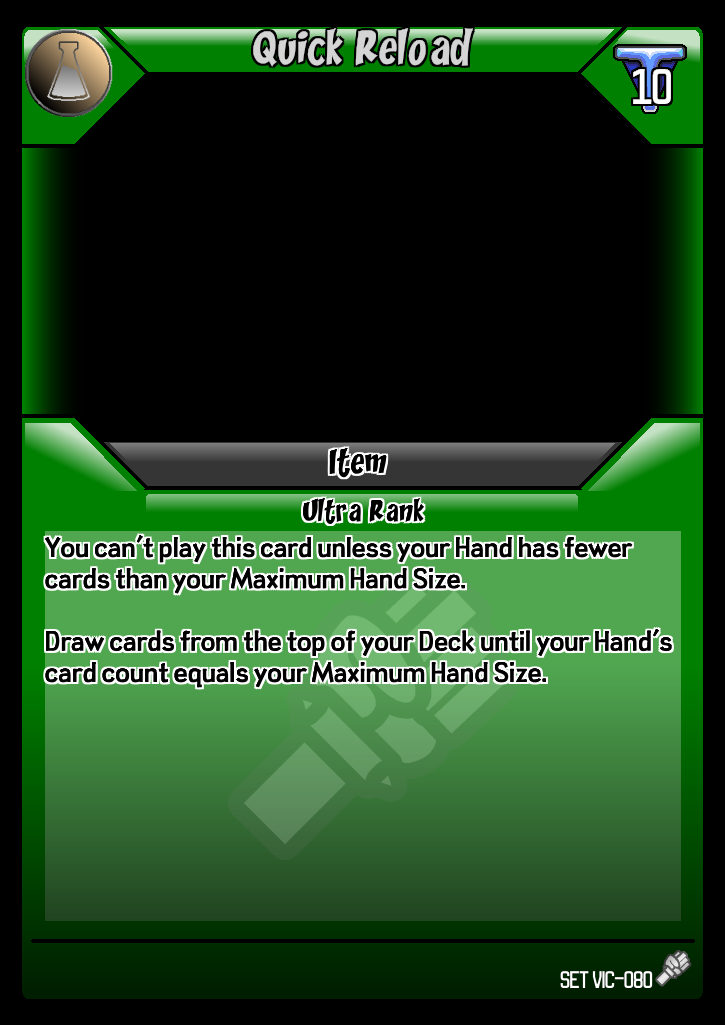 Quick Reload
10
Item
Ultra Rank
You can't play this card unless your Hand has fewer
cards than your Maximum Hand Size.
Draw cards from the top of your Deck until your Hand's
card count equals your Maximum Hand Size.
SET VIC-080